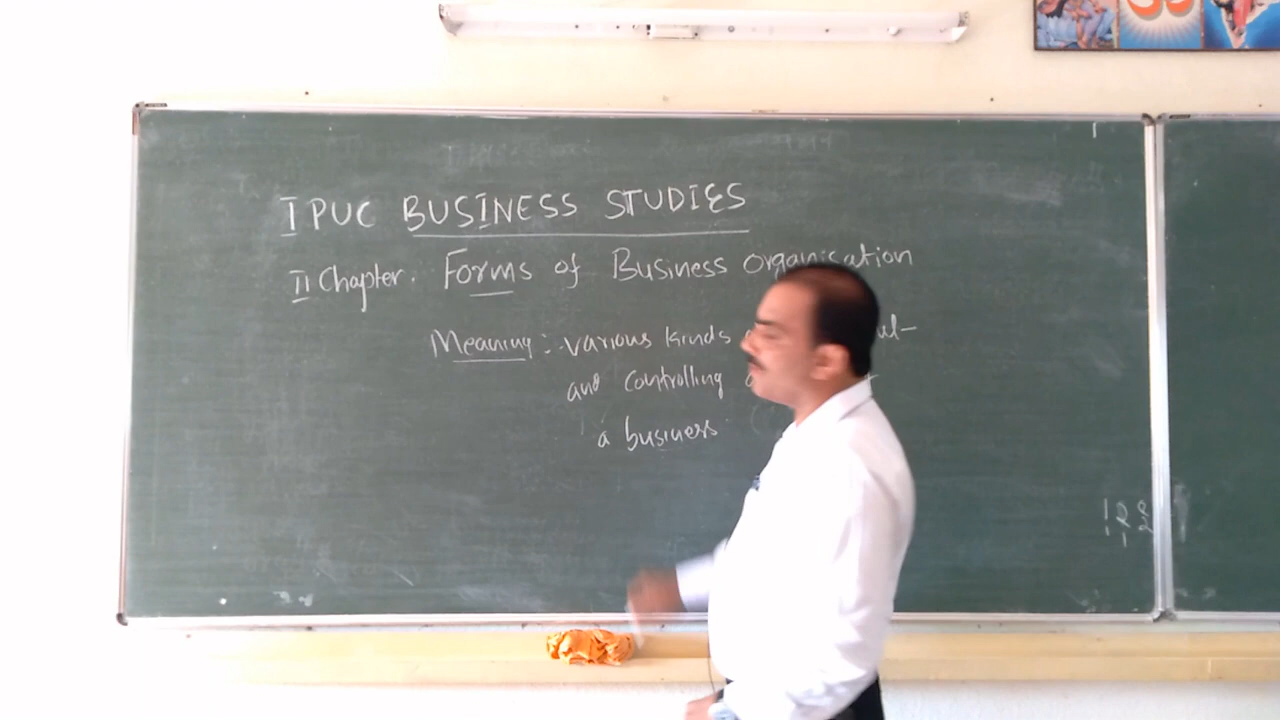 I PUC BUSINESS STUDIES
II Chapter. Forms of Business Organisation
Meaning: various kinds
and controlling
a business